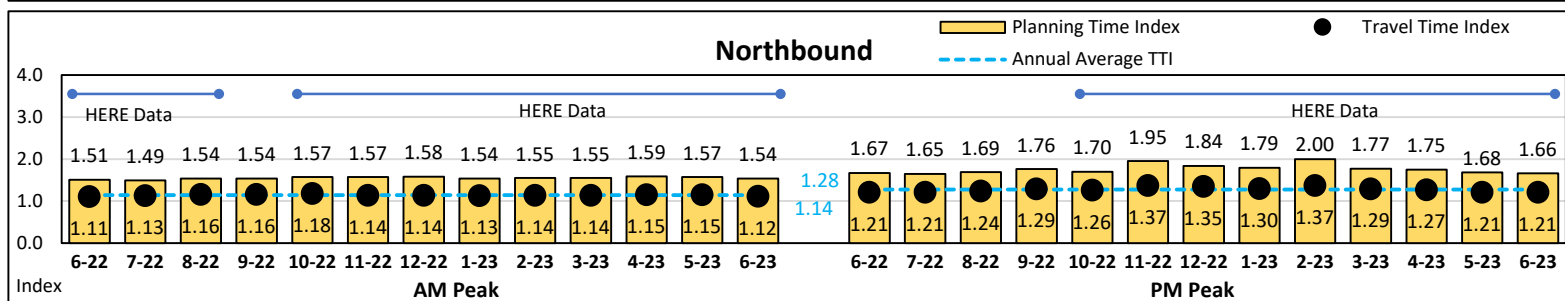 Planning Time Index
Travel Time Index
Northbound
Annual Average TTI
4.0
3.0
2.0
1.0
0.0
Index
HERE Data
HERE Data
HERE Data
1.51 1.49 1.54 1.54 1.57 1.57 1.58 1.54 1.55 1.55 1.59 1.57 1.54
1.67 1.65 1.69 1.76 1.70 1.95 1.84 1.79 2.00 1.77 1.75 1.68 1.66
1.28
1.14
1.11 1.13 1.16 1.16 1.18 1.14 1.14 1.13 1.14 1.14 1.15 1.15 1.12
1.21 1.21 1.24 1.29 1.26 1.37 1.35 1.30 1.37 1.29 1.27 1.21 1.21
6-22 7-22 8-22 9-22 10-22 11-22 12-22 1-23 2-23 3-23 4-23 5-23 6-23
6-22 7-22 8-22 9-22 10-22 11-22 12-22 1-23 2-23 3-23 4-23 5-23 6-23
AM Peak
PM Peak